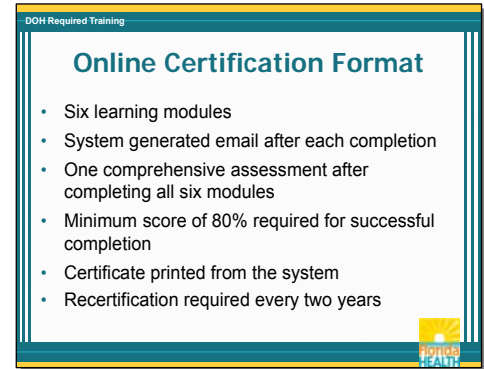 DOH Required Training
Online Certification Format
• Six learning modules
• System generated email after each completion
• One comprehensive assessment after
completing all six modules
• Minimum score of 80% required for successful
completion
• Certificate printed from the system
• Recertification required every two years
Florida
HEALTH